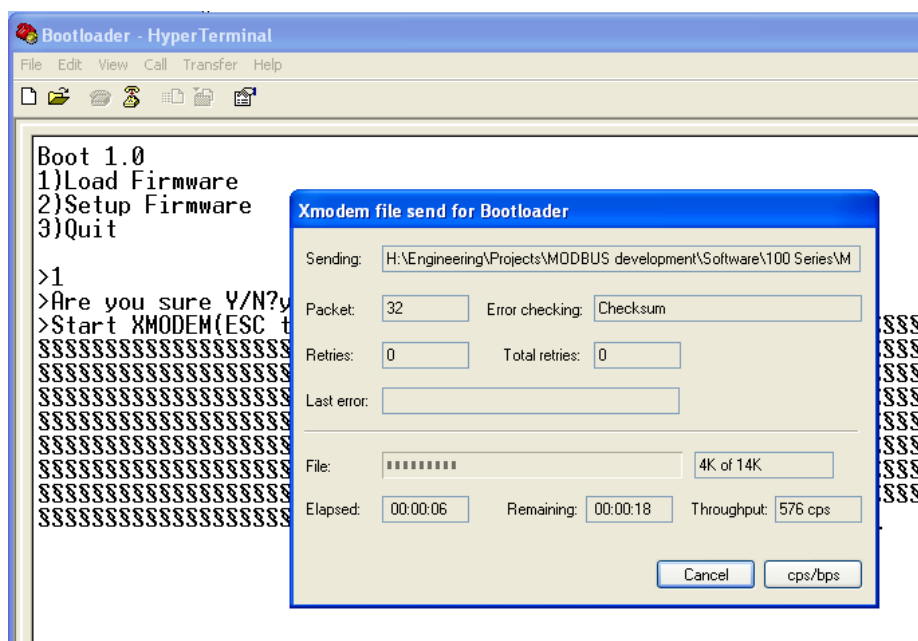 Bootloader - HyperTerminal
File Edit View Call Transfer Help
Boot 1.0
1)Load Firmware
2)Setup Firmware
3)Quit
>1
>Are you sure Y/N?y
>Start XMODEM(ESC t
Xmodem file send for Bootloader
Sending: H:\Engineering\Projects\MODBUS development\Software\100 Series\M
Packet: 32 Error checking: Checksum
Retries: 0 Total retries: 0
Last error:
File: 4K of 14K
Elapsed: 00:00:06 Remaining: 00:00:18 Throughput: 576 cps
Cancel cps/bps